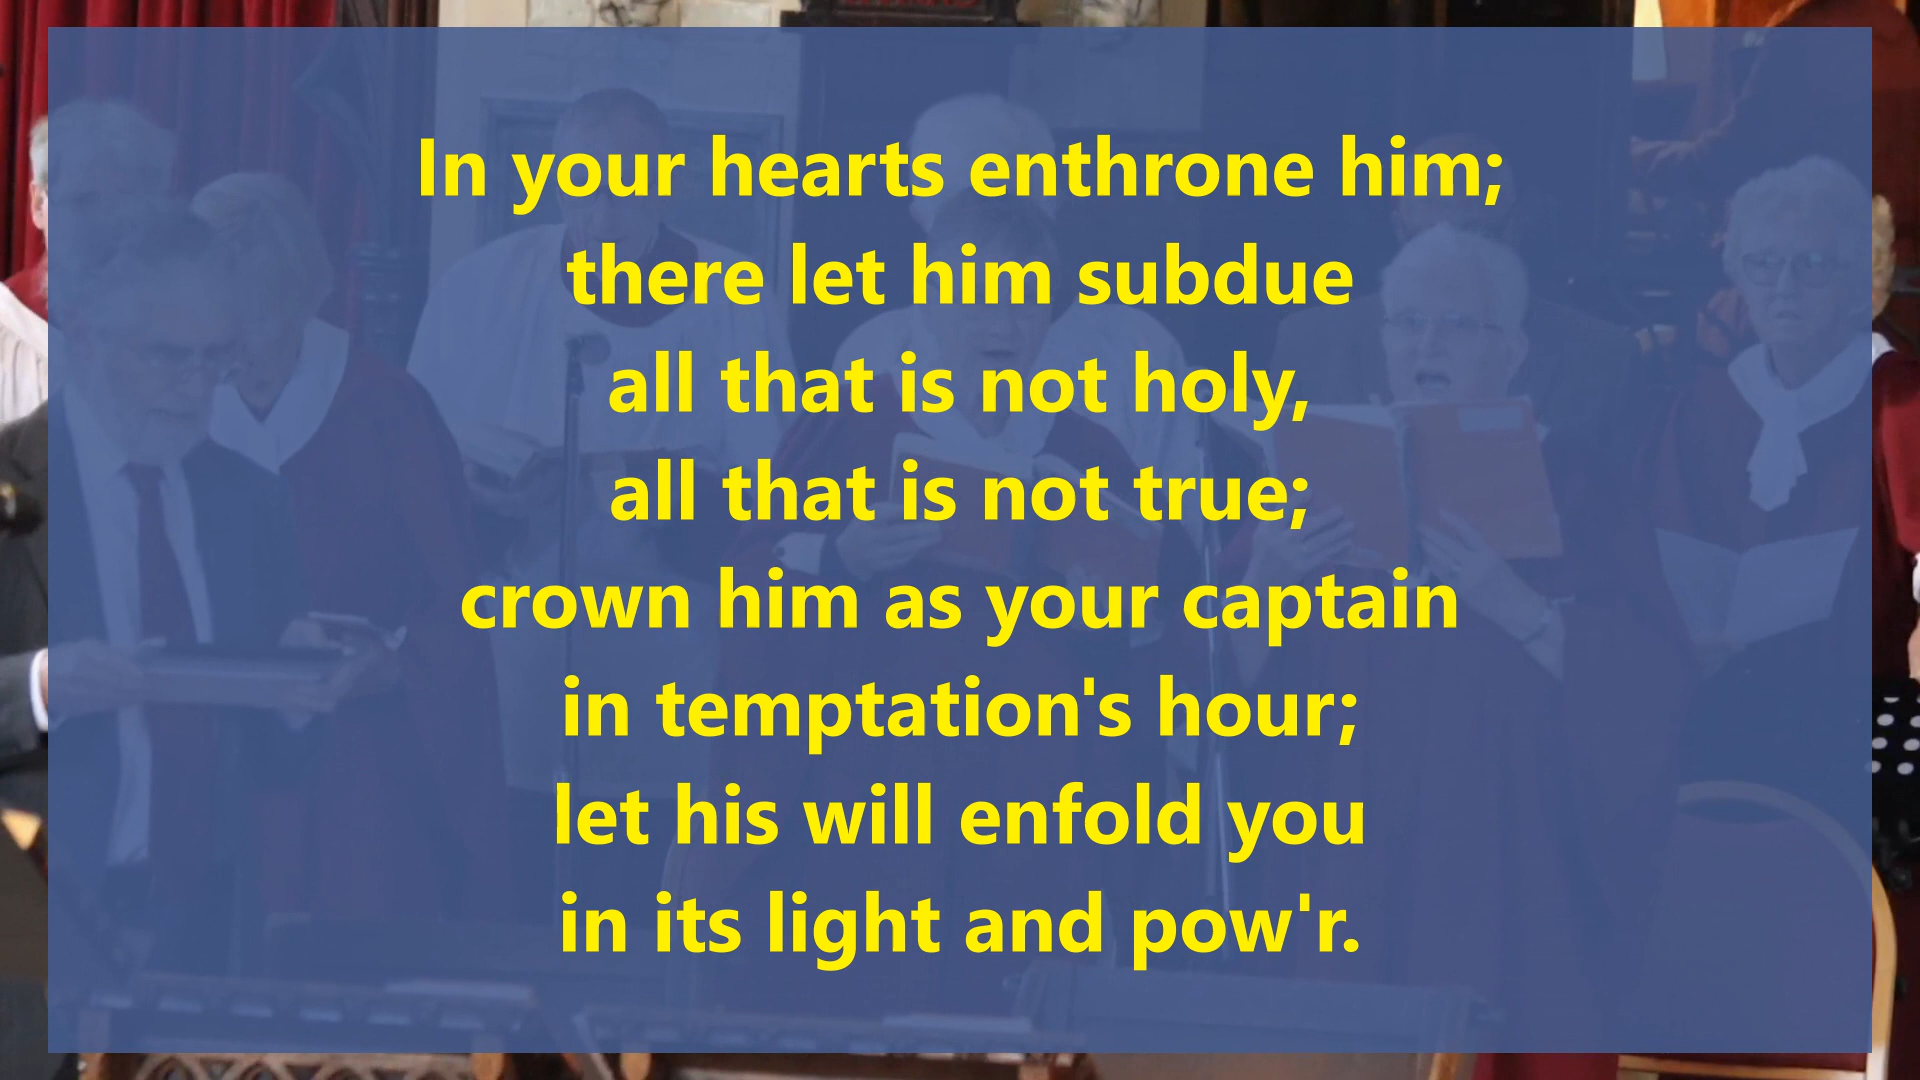 In your hearts enthrone him;
there let him subdue
all that is not holy,
all that is not true;
crown him as your captain
in temptation's hour;
let his will enfold you
in its light and pow'r.